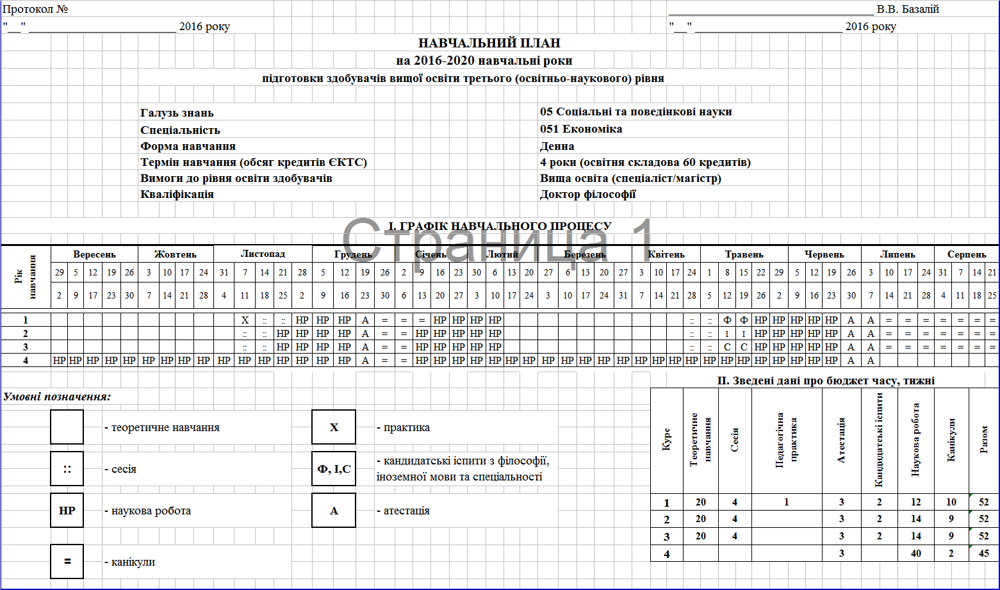 Протокол №
________________________________ В.В. Базалій
"__" _______________________ 2016 року
"__" _______________________ 2016 року
НАВЧАЛЬНИЙ ПЛАН
на 2016-2020 навчальні роки
підготовки здобувачів вищої освіти третього (освітньо-наукового) рівня
Галузь знань 05 Соціальні та поведінкові науки
Спеціальність 051 Економіка
Форма навчання Денна
Термін навчання (обсяг кредитів ЄКТС) 4 роки (освітня складова 60 кредитів)
Вимоги до рівня освіти здобувачів Вища освіта (спеціаліст/магістр)
Кваліфікація Доктор філософії
І. ГРАФІК НАВЧАЛЬНОГО ПРОЦЕСУ
Страница 1
Рік навчання Вересень Жовтень Листопад Грудень Січень Лютий Березень Квітень Травень Червень Липень Серпень
29 5 12 19 26 3 10 17 24 31 7 14 21 28 5 12 19 26 2 9 16 23 30 6 13 20 27 6 13 20 27 3 10 17 24 1 8 15 22 29 5 12 19 26 3 10 17 24 31 7 14 21
2 9 17 23 30 7 14 21 28 4 11 18 25 2 9 16 23 30 6 13 20 27 3 10 17 24 3 10 17 24 31 7 14 21 28 5 12 19 26 2 9 16 23 30 7 14 21 28 4 11 18 25
1 X :: :: НР НР НР А = = = НР НР НР НР :: :: Ф Ф НР НР НР НР НР А А = = = = = = =
2 :: :: НР НР НР НР А = = НР НР НР НР НР :: :: І І НР НР НР НР НР А А = = = = = = =
3 :: :: НР НР НР НР А = = НР НР НР НР НР :: :: С С НР НР НР НР НР А А = = = = = = =
4 НР НР НР НР НР НР НР НР НР НР НР НР НР НР НР НР А = = НР НР НР НР НР НР НР НР НР НР НР НР НР НР НР НР НР НР НР НР НР НР НР НР А А
ІІ. Зведені дані про бюджет часу, тижні
Умовні позначення:
- теоретичне навчання
X - практика
:: - сесія
Ф, І,С - кандидатські іспити з філософії,
іноземної мови та спеціальності
НР - наукова робота
А - атестація
= - канікули
Курс Теоретичне навчання Сесія Педагогічна практика Атестація Кандидатські іспити Наукова робота Канікули Разом
1 20 4 1 3 2 12 10 52
2 20 4 3 2 14 9 52
3 20 4 3 2 14 9 52
4 3 40 2 45